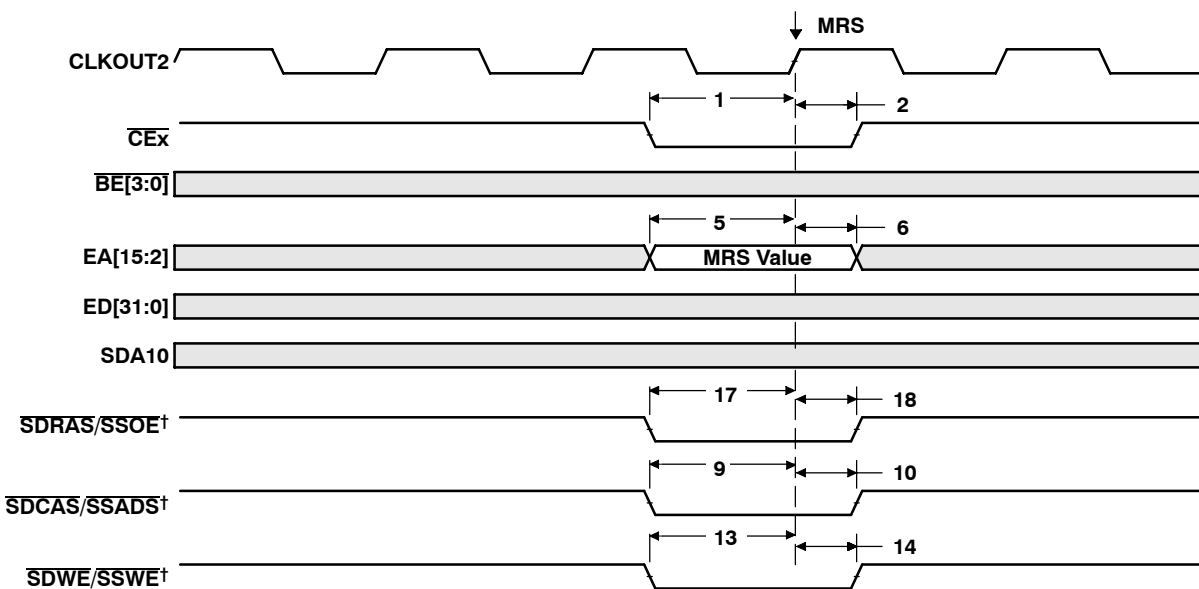 MRS
CLKOUT2
1
2
CEx
BE[3:0]
5
6
EA[15:2]
MRS Value
ED[31:0]
SDA10
17
18
SDRAS/SSOE†
9
10
SDCAS/SSADS†
13
14
SDWE/SSWE†